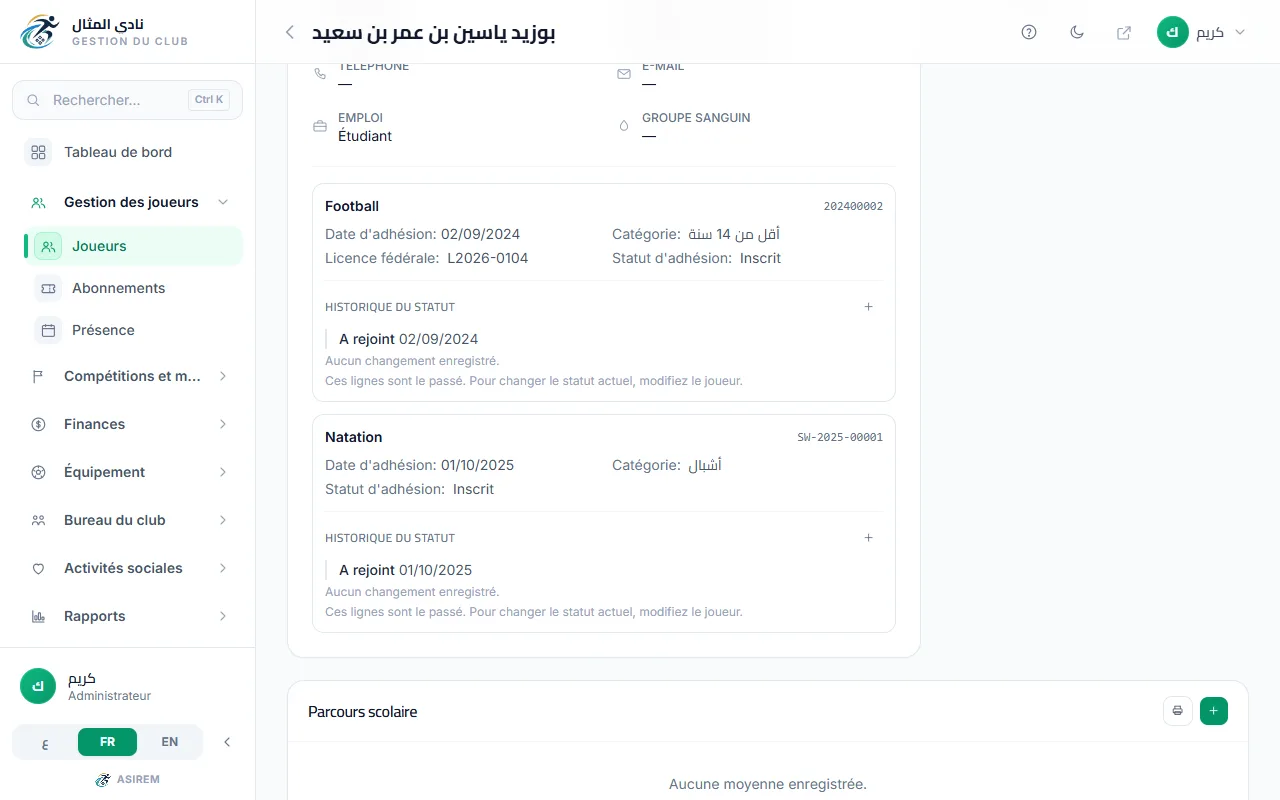 نادي المثال
GESTION DU CLUB
Rechercher...
Ctrl K
Tableau de bord
Gestion des joueurs
Joueurs
Abonnements
Présence
Compétitions et m...
Finances
Équipement
Bureau du club
Activités sociales
Rapports
ك
كريم
Administrateur
ع
FR
EN
ASIREM
بوزيد ياسين بن عمر بن سعيد
ك
كريم
TÉLÉPHONE
—
E-MAIL
—
EMPLOI
Étudiant
GROUPE SANGUIN
—
Football
202400002
Date d'adhésion: 02/09/2024
Catégorie: أقل من 14 سنة
Licence fédérale: L2026-0104
Statut d'adhésion: Inscrit
HISTORIQUE DU STATUT
+
A rejoint 02/09/2024
Aucun changement enregistré.
Ces lignes sont le passé. Pour changer le statut actuel, modifiez le joueur.
Natation
SW-2025-00001
Date d'adhésion: 01/10/2025
Catégorie: أشبال
Statut d'adhésion: Inscrit
HISTORIQUE DU STATUT
+
A rejoint 01/10/2025
Aucun changement enregistré.
Ces lignes sont le passé. Pour changer le statut actuel, modifiez le joueur.
Parcours scolaire
+
Aucune moyenne enregistrée.